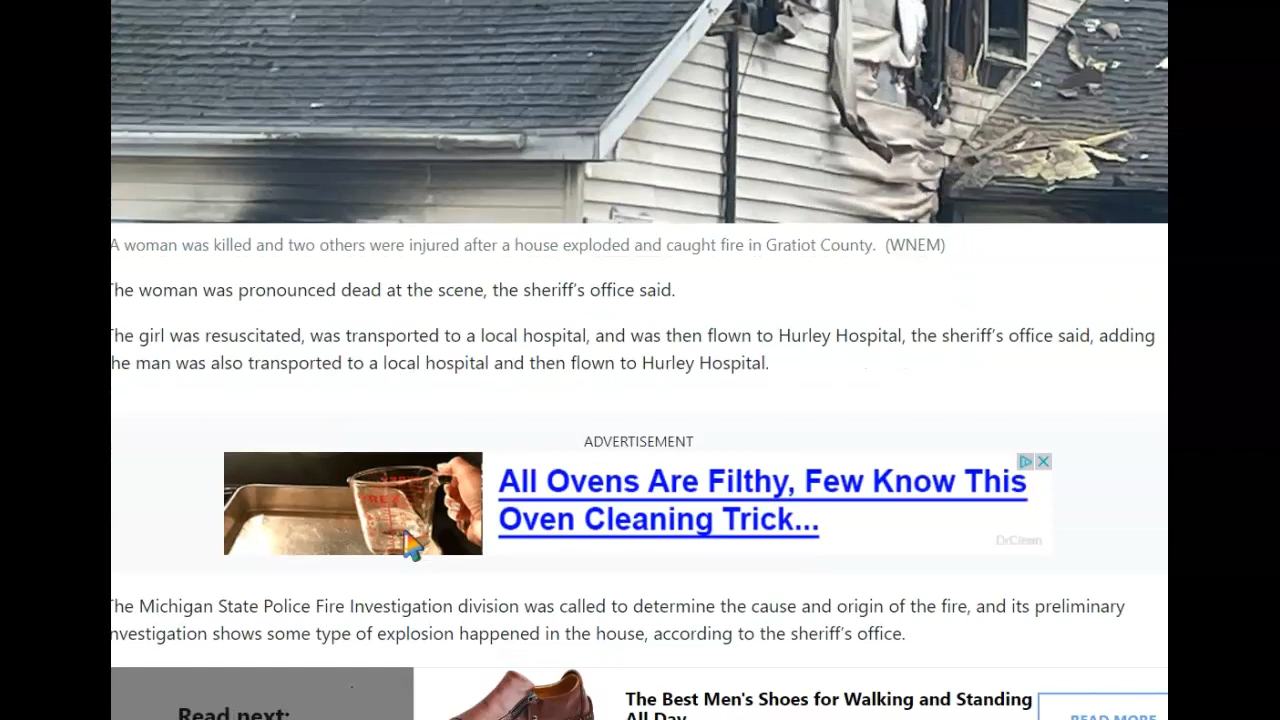 A woman was killed and two others were injured after a house exploded and caught fire in Gratiot County. (WNEM)
The woman was pronounced dead at the scene, the sheriff's office said.
The girl was resuscitated, was transported to a local hospital, and was then flown to Hurley Hospital, the sheriff's office said, adding
he man was also transported to a local hospital and then flown to Hurley Hospital.
ADVERTISEMENT
All Ovens Are Filthy, Few Know This
Oven Cleaning Trick...
DrClean
The Michigan State Police Fire Investigation division was called to determine the cause and origin of the fire, and its preliminary
nvestigation shows some type of explosion happened in the house, according to the sheriff's office.
Read next:
The Best Men's Shoes for Walking and Standing
All Day
READ MORE